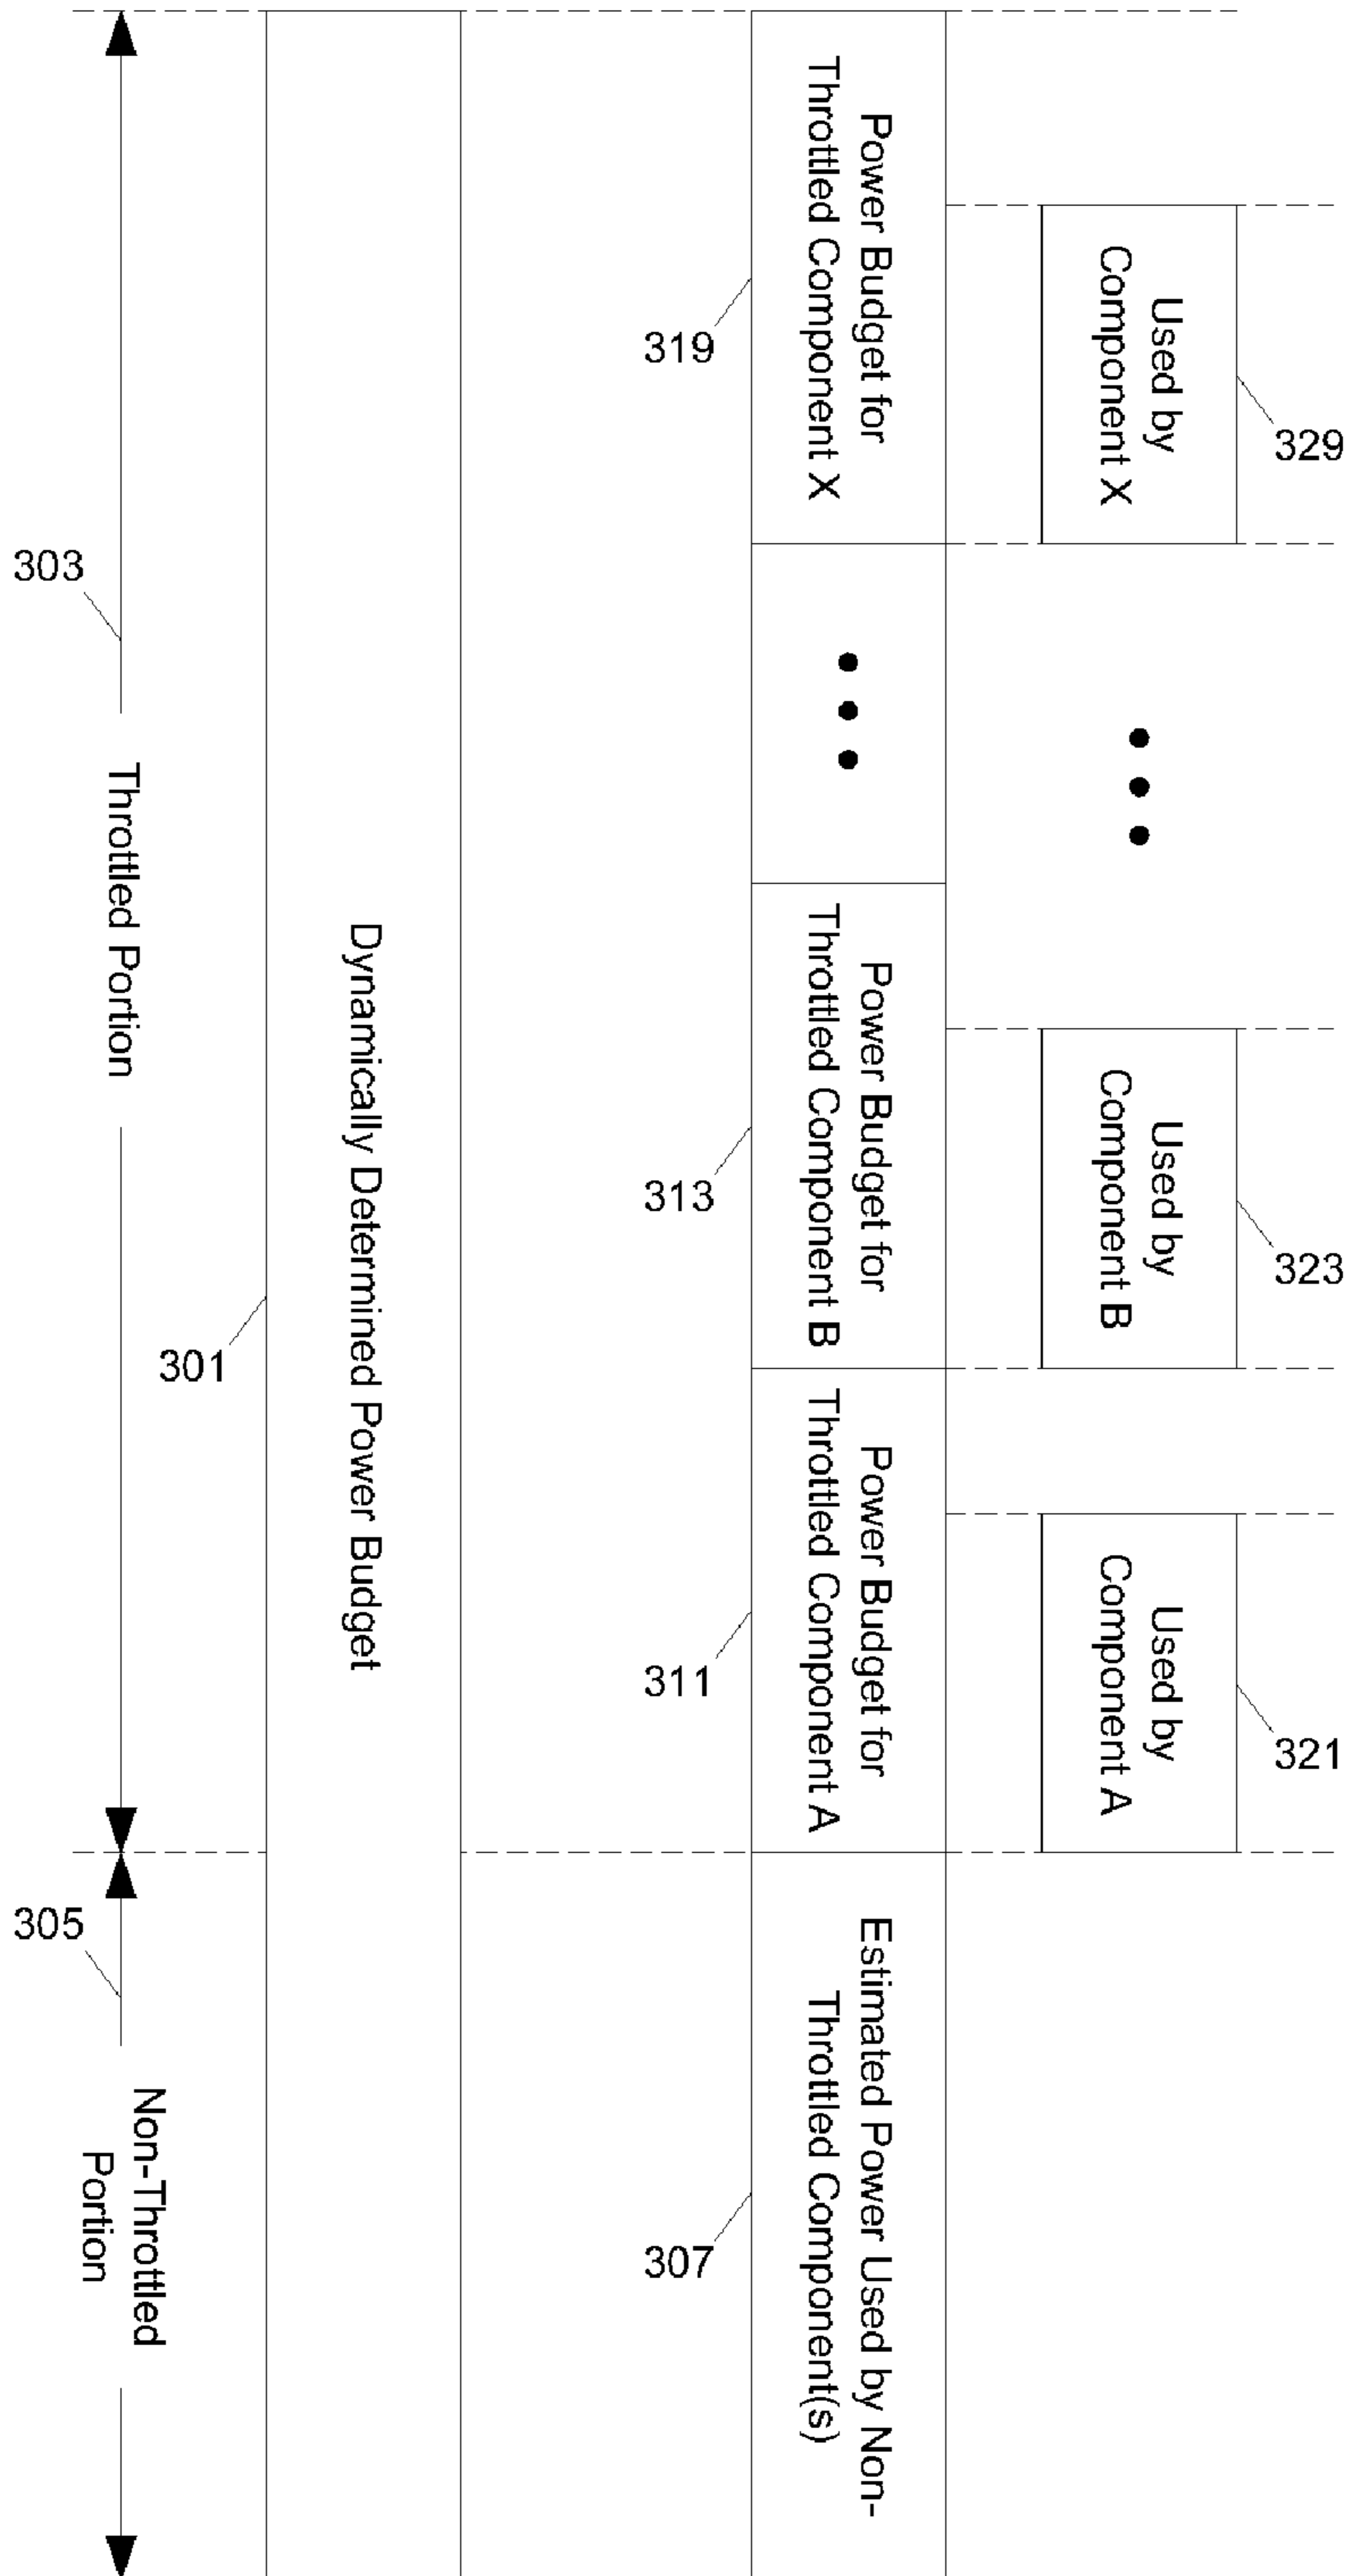 329
323
321
Used by
Component X
Used by
Component B
Used by
Component A
Power Budget for
Throttled Component X
Power Budget for
Throttled Component B
Power Budget for
Throttled Component A
Estimated Power Used by Non-
Throttled Component(s)
319
313
311
307
Dynamically Determined Power Budget
301
Throttled Portion
Non-Throttled
Portion
303
305